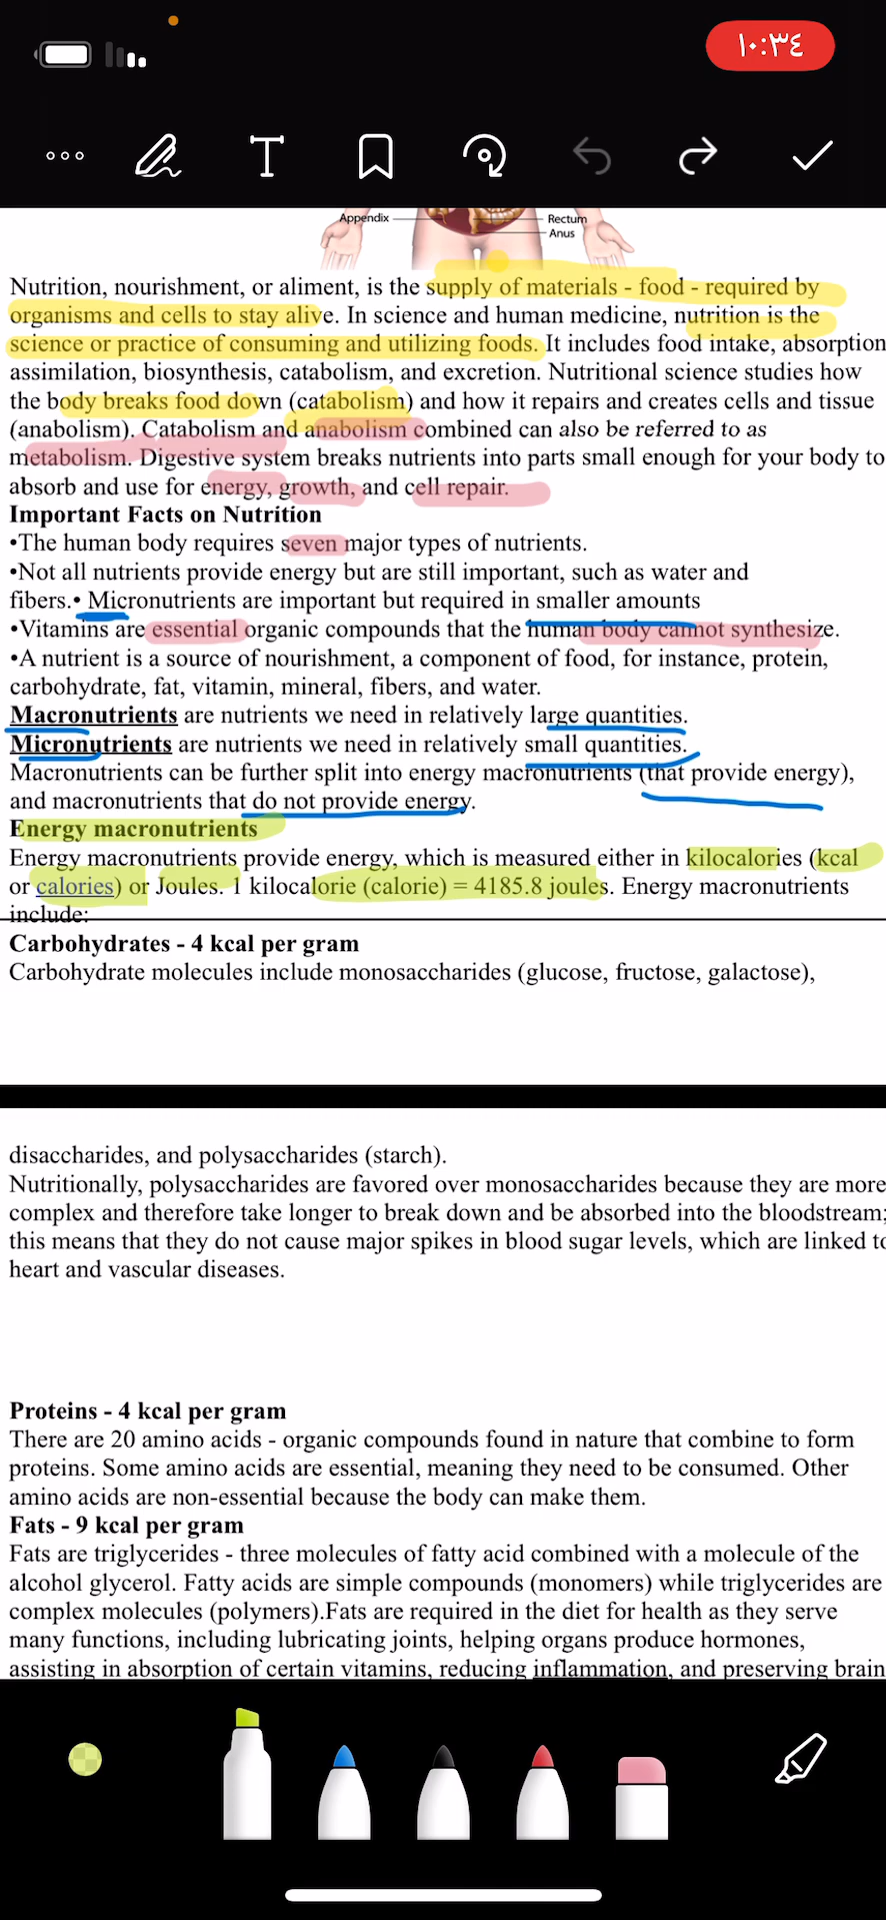 ١٠:٣٤
T
Appendix
Rectum
Anus
Nutrition, nourishment, or aliment, is the supply of materials - food - required by
organisms and cells to stay alive. In science and human medicine, nutrition is the
science or practice of consuming and utilizing foods. It includes food intake, absorption
assimilation, biosynthesis, catabolism, and excretion. Nutritional science studies how
the body breaks food down (catabolism) and how it repairs and creates cells and tissue
(anabolism). Catabolism and anabolism combined can also be referred to as
metabolism. Digestive system breaks nutrients into parts small enough for your body to
absorb and use for energy, growth, and cell repair.
Important Facts on Nutrition
•The human body requires seven major types of nutrients.
•Not all nutrients provide energy but are still important, such as water and
fibers.• Micronutrients are important but required in smaller amounts
•Vitamins are essential organic compounds that the human body cannot synthesize.
•A nutrient is a source of nourishment, a component of food, for instance, protein,
carbohydrate, fat, vitamin, mineral, fibers, and water.
Macronutrients are nutrients we need in relatively large quantities.
Micronutrients are nutrients we need in relatively small quantities.
Macronutrients can be further split into energy macronutrients (that provide energy),
and macronutrients that do not provide energy.
Energy macronutrients
Energy macronutrients provide energy, which is measured either in kilocalories (kcal
or calories) or Joules. 1 kilocalorie (calorie) = 4185.8 joules. Energy macronutrients
include:
Carbohydrates - 4 kcal per gram
Carbohydrate molecules include monosaccharides (glucose, fructose, galactose),
disaccharides, and polysaccharides (starch).
Nutritionally, polysaccharides are favored over monosaccharides because they are more
complex and therefore take longer to break down and be absorbed into the bloodstream;
this means that they do not cause major spikes in blood sugar levels, which are linked to
heart and vascular diseases.
Proteins - 4 kcal per gram
There are 20 amino acids - organic compounds found in nature that combine to form
proteins. Some amino acids are essential, meaning they need to be consumed. Other
amino acids are non-essential because the body can make them.
Fats - 9 kcal per gram
Fats are triglycerides - three molecules of fatty acid combined with a molecule of the
alcohol glycerol. Fatty acids are simple compounds (monomers) while triglycerides are
complex molecules (polymers).Fats are required in the diet for health as they serve
many functions, including lubricating joints, helping organs produce hormones,
assisting in absorption of certain vitamins, reducing inflammation, and preserving brain